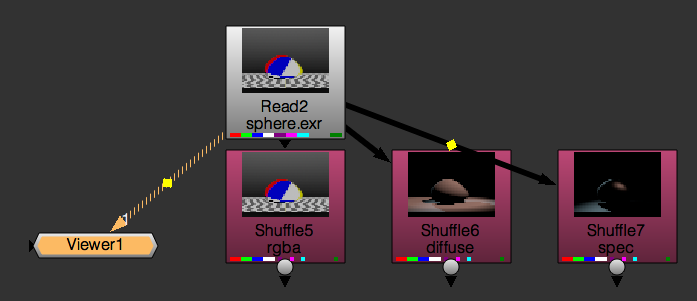 Read2
sphere.exr
Viewer1
Shuffle5
rgba
Shuffle6
diffuse
Shuffle7
spec